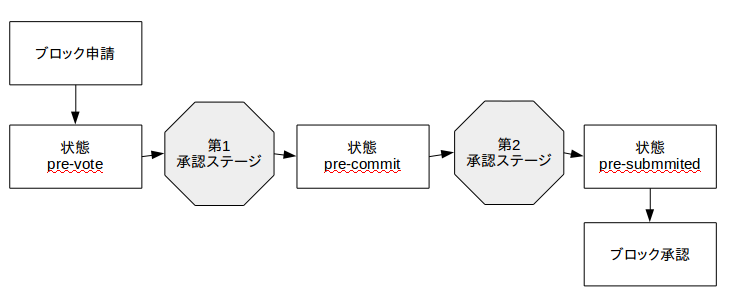 ブロック申請
状態
pre-vote
第1
承認ステージ
状態
pre-commit
第2
承認ステージ
状態
pre-submmited
ブロック承認